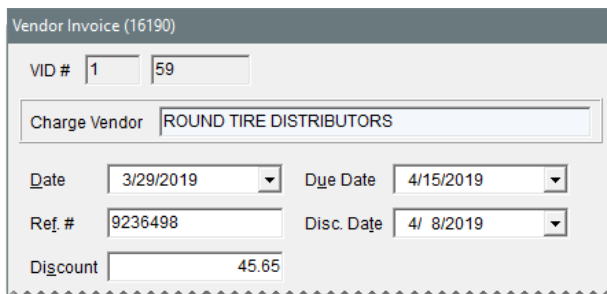 Vendor Invoice (16190)
VID # 1 59
Charge Vendor ROUND TIRE DISTRIBUTORS
Date 3/29/2019 Due Date 4/15/2019
Ref. # 9236498 Disc. Date 4/ 8/2019
Discount 45.65